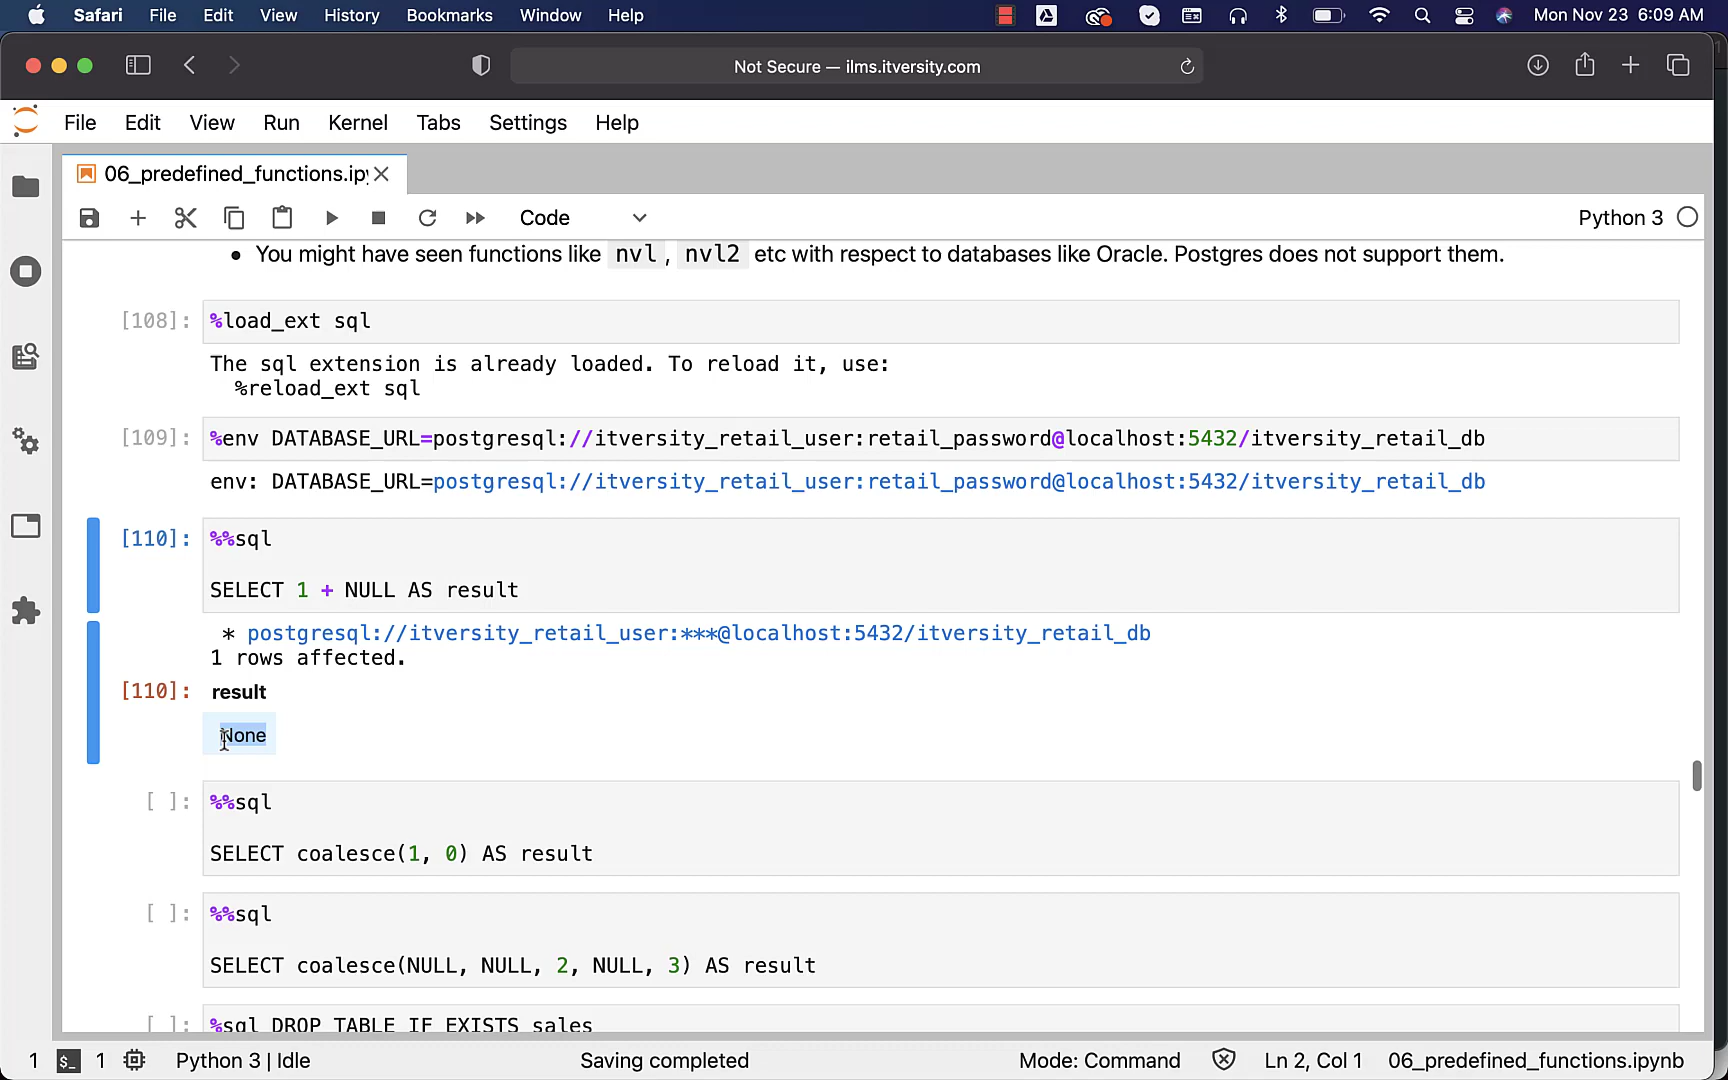 Safari File Edit View History Bookmarks Window Help Mon Nov 23 6:09 AM
Not Secure — ilms.itversity.com
File Edit View Run Kernel Tabs Settings Help
06_predefined_functions.ip
Code Python 3
• You might have seen functions like nvl, nvl2 etc with respect to databases like Oracle. Postgres does not support them.
[108]: %load_ext sql
The sql extension is already loaded. To reload it, use:
%reload_ext sql
[109]: %env DATABASE_URL=postgresql://itversity_retail_user:retail_password@localhost:5432/itversity_retail_db
env: DATABASE_URL=postgresql://itversity_retail_user:retail_password@localhost:5432/itversity_retail_db
[110]: %%sql
SELECT 1 + NULL AS result
* postgresql://itversity_retail_user:***@localhost:5432/itversity_retail_db
1 rows affected.
[110]: result
None
[ ]: %%sql
SELECT coalesce(1, 0) AS result
[ ]: %%sql
SELECT coalesce(NULL, NULL, 2, NULL, 3) AS result
[ ]: %sql DROP TABLE IF EXISTS sales
1 $_ 1 Python 3 | Idle Saving completed Mode: Command Ln 2, Col 1 06_predefined_functions.ipynb